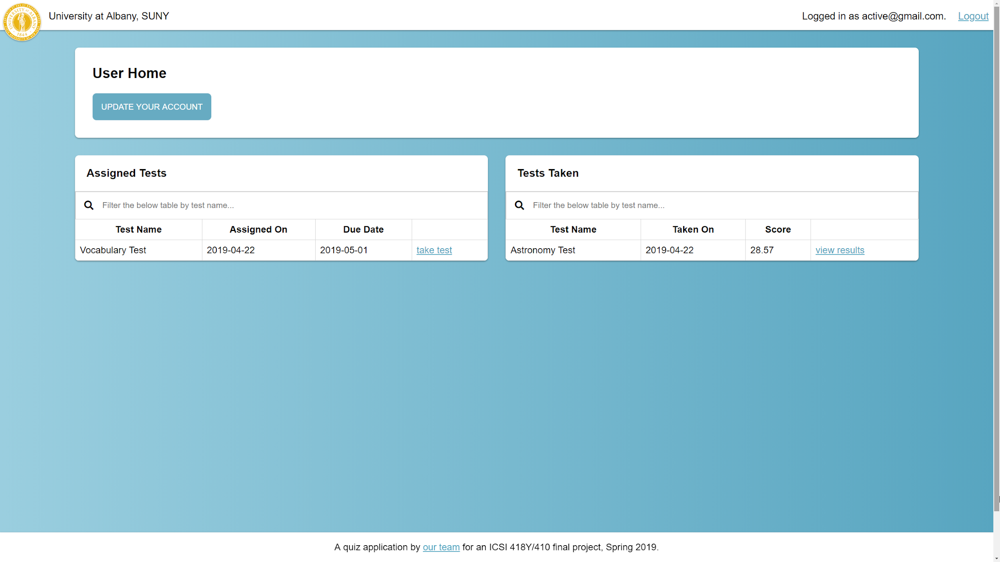 University at Albany, SUNY
Logged in as active@gmail.com. Logout
UNIVERSITY AT ALBANY
1844
User Home
UPDATE YOUR ACCOUNT
Assigned Tests
Filter the below table by test name...
Test Name Assigned On Due Date
Vocabulary Test 2019-04-22 2019-05-01 take test
Tests Taken
Filter the below table by test name...
Test Name Taken On Score
Astronomy Test 2019-04-22 28.57 view results
A quiz application by our team for an ICSI 418Y/410 final project, Spring 2019.